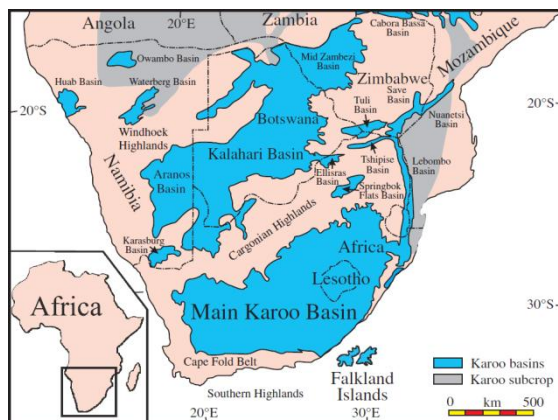 Angola
20°E
Zambia
Cabora Bassa
Basin
Mozambique
Owambo Basin
Mid Zambezi
Basin
Huab Basin
Waterberg Basin
Zimbabwe
Save
Basin
Tuli
Basin
20°S
20°S
Nuanetsi
Basin
Windhoek
Highlands
Botswana
Kalahari Basin
Tshipise Basin
Lebombo
Basin
Ellisras
Basin
Springbok
Flats Basin
Aranos
Basin
Namibia
Cargonian Highlands
Karasburg
Basin
Africa
Lesotho
Africa
Main Karoo Basin
30°S
Cape Fold Belt
Falkland
Islands
Southern Highlands
Karoo basins
Karoo subcrop
0
km
500
20°E
30°E